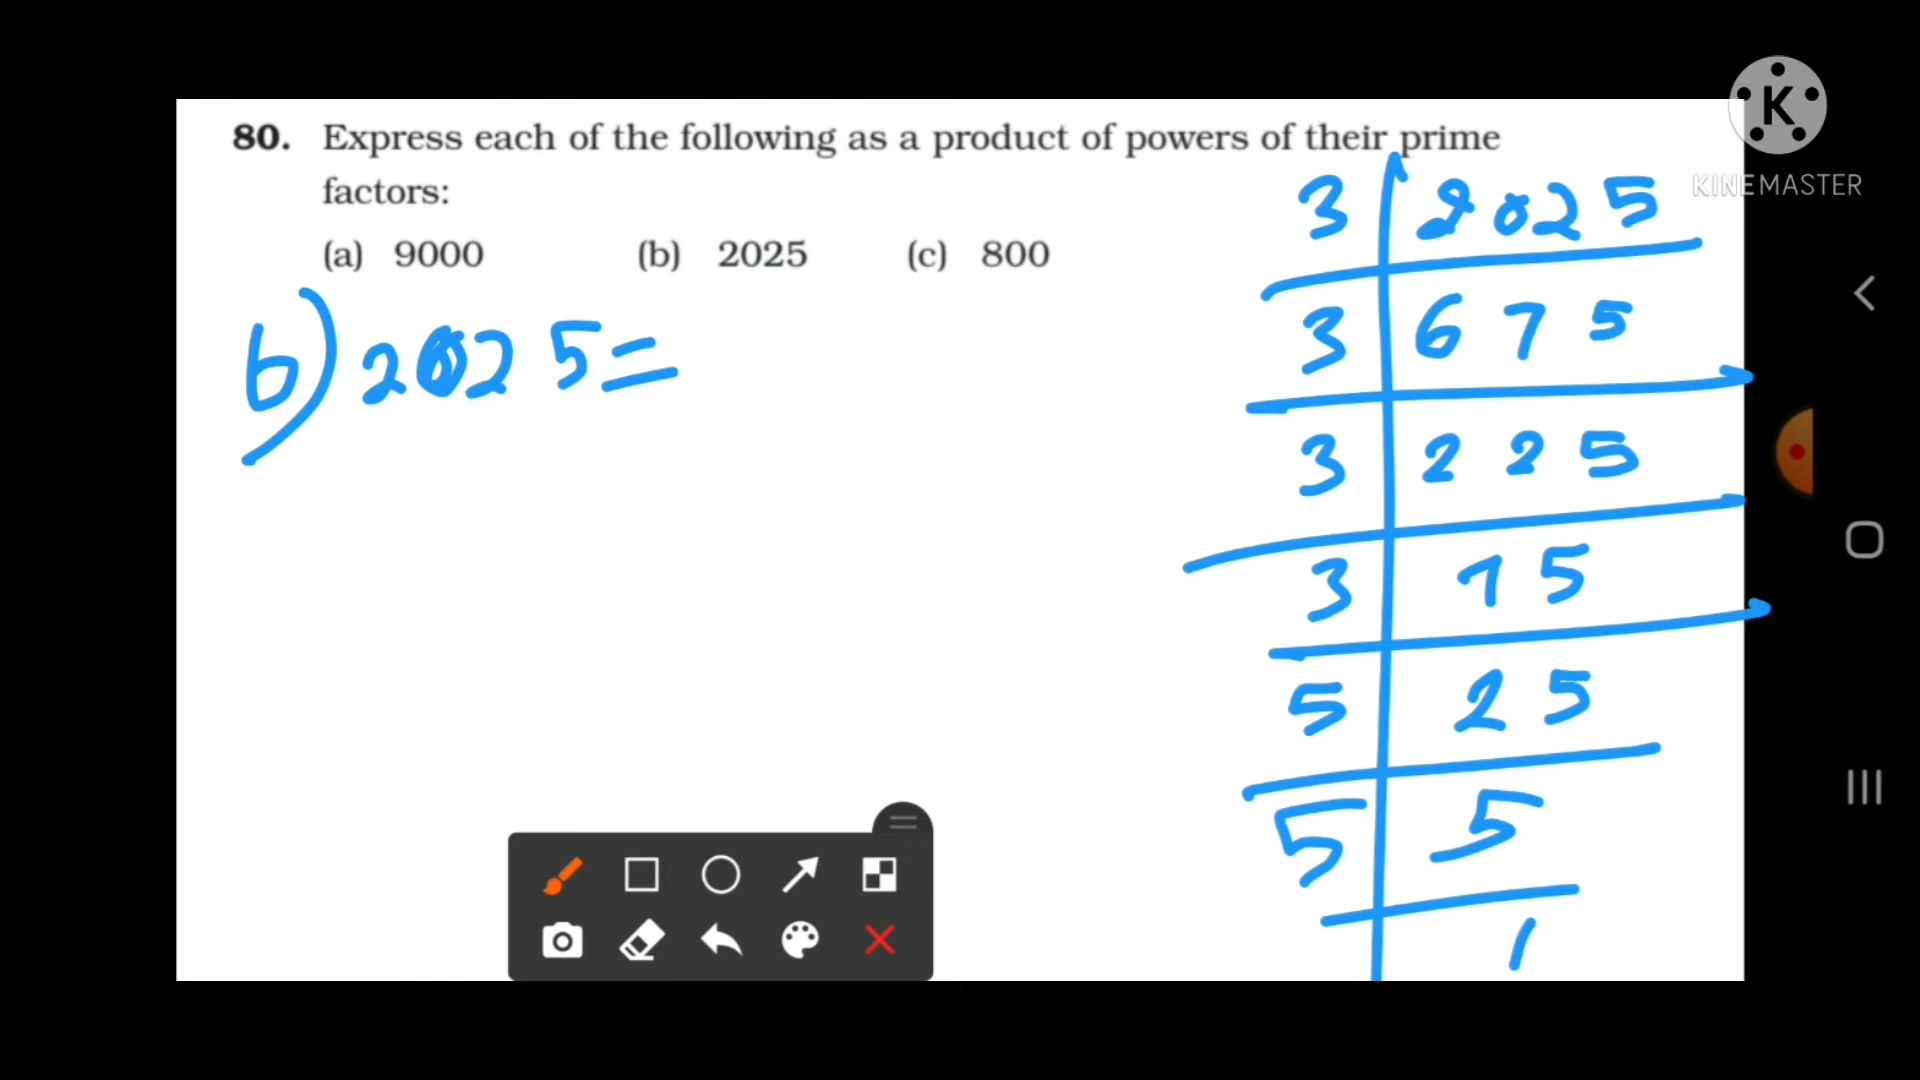 80. Express each of the following as a product of powers of their prime
factors:
(a) 9000 (b) 2025 (c) 800
b) 2025=
3 2025
3 675
3 225
3 75
5 25
5 5
1
K
KINEMASTER